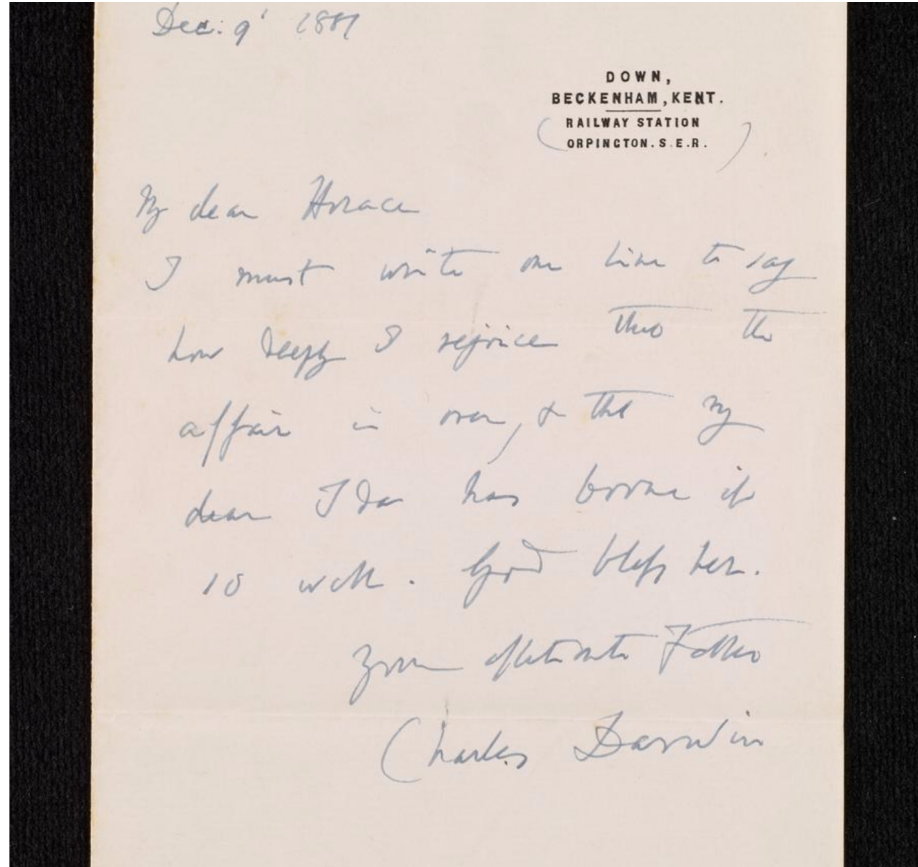 Dec: 9' 1881
DOWN,
BECKENHAM, KENT.
(RAILWAY STATION
ORPINGTON. S.E.R.)
My dear Horace
I must write one line to say
how deeply I rejoice that the
affair is over, & that my
dear Ida has borne it
so well. God bless her.
Your affectionate Father
Charles Darwin